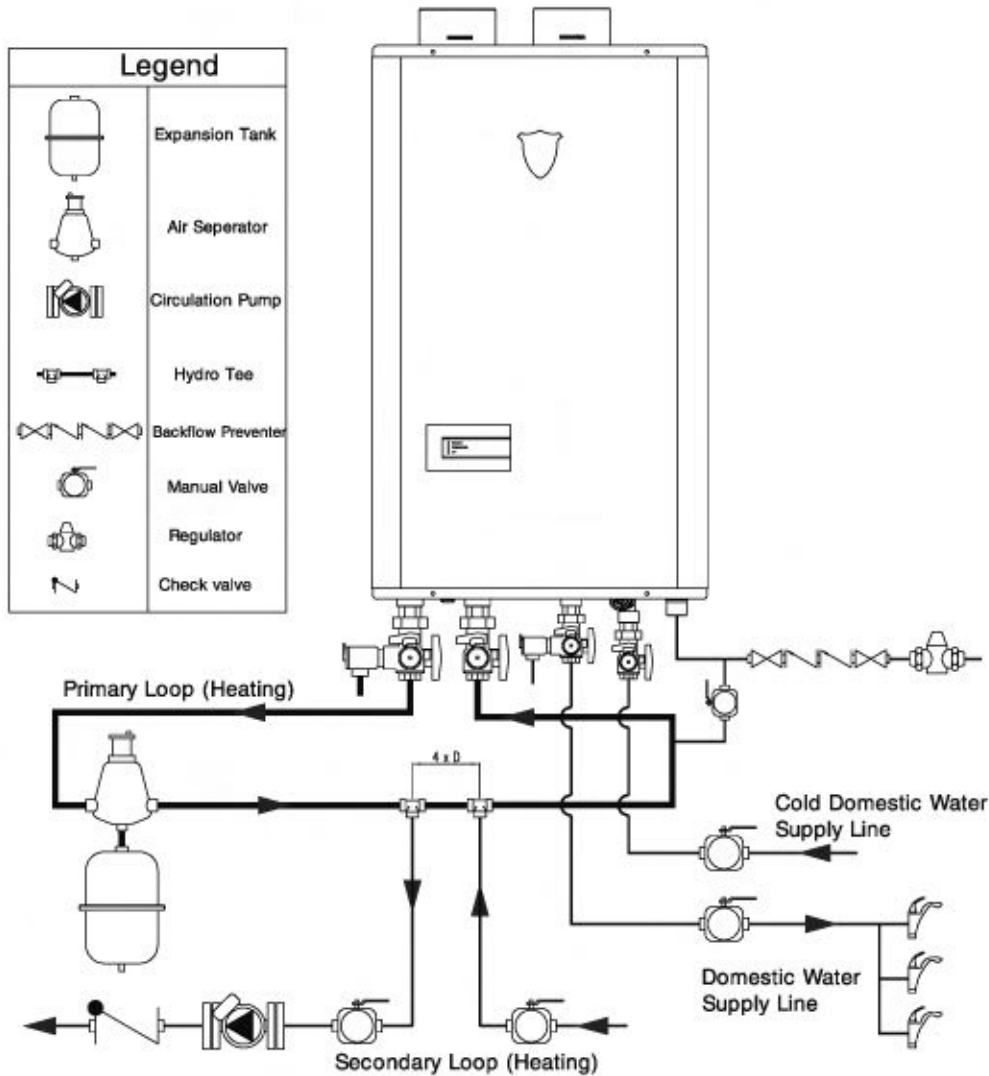 Legend
Expansion Tank
Air Seperator
Circulation Pump
Hydro Tee
Backflow Preventer
Manual Valve
Regulator
Check valve
Primary Loop (Heating)
4 x D
Cold Domestic Water
Supply Line
Domestic Water
Supply Line
Secondary Loop (Heating)